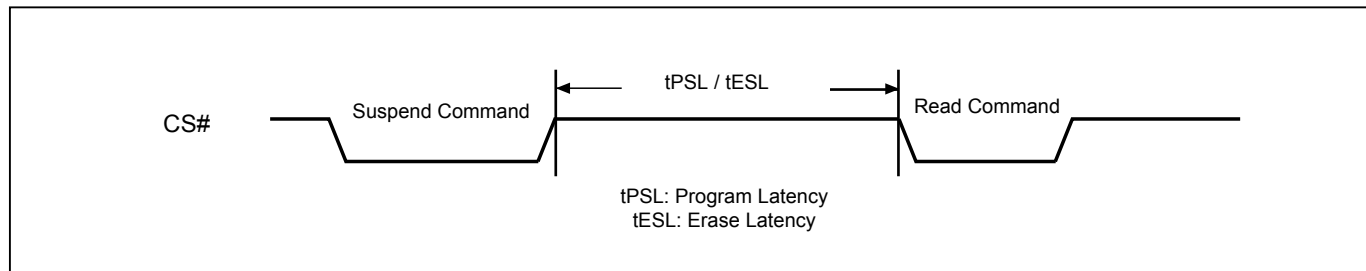 tPSL / tESL
Suspend Command
Read Command
CS#
tPSL: Program Latency
tESL: Erase Latency